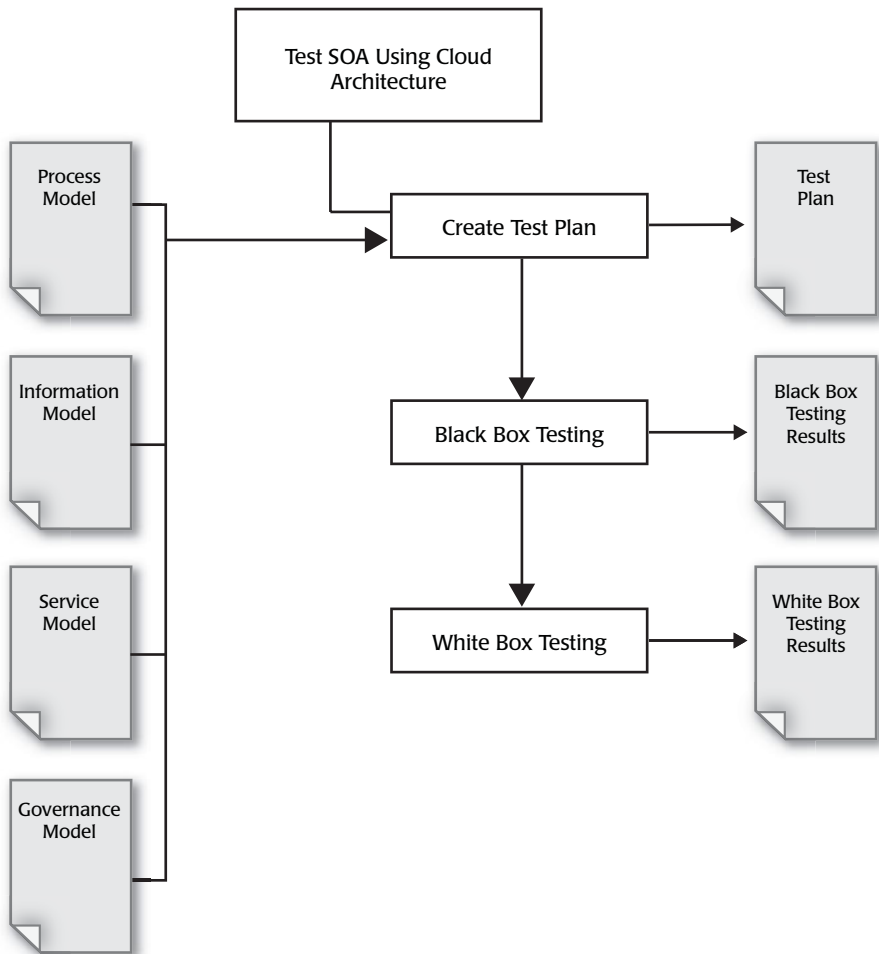 Test SOA Using Cloud
Architecture
Process
Model
Create Test Plan
Test
Plan
Information
Model
Black Box Testing
Black Box
Testing
Results
Service
Model
White Box Testing
White Box
Testing
Results
Governance
Model